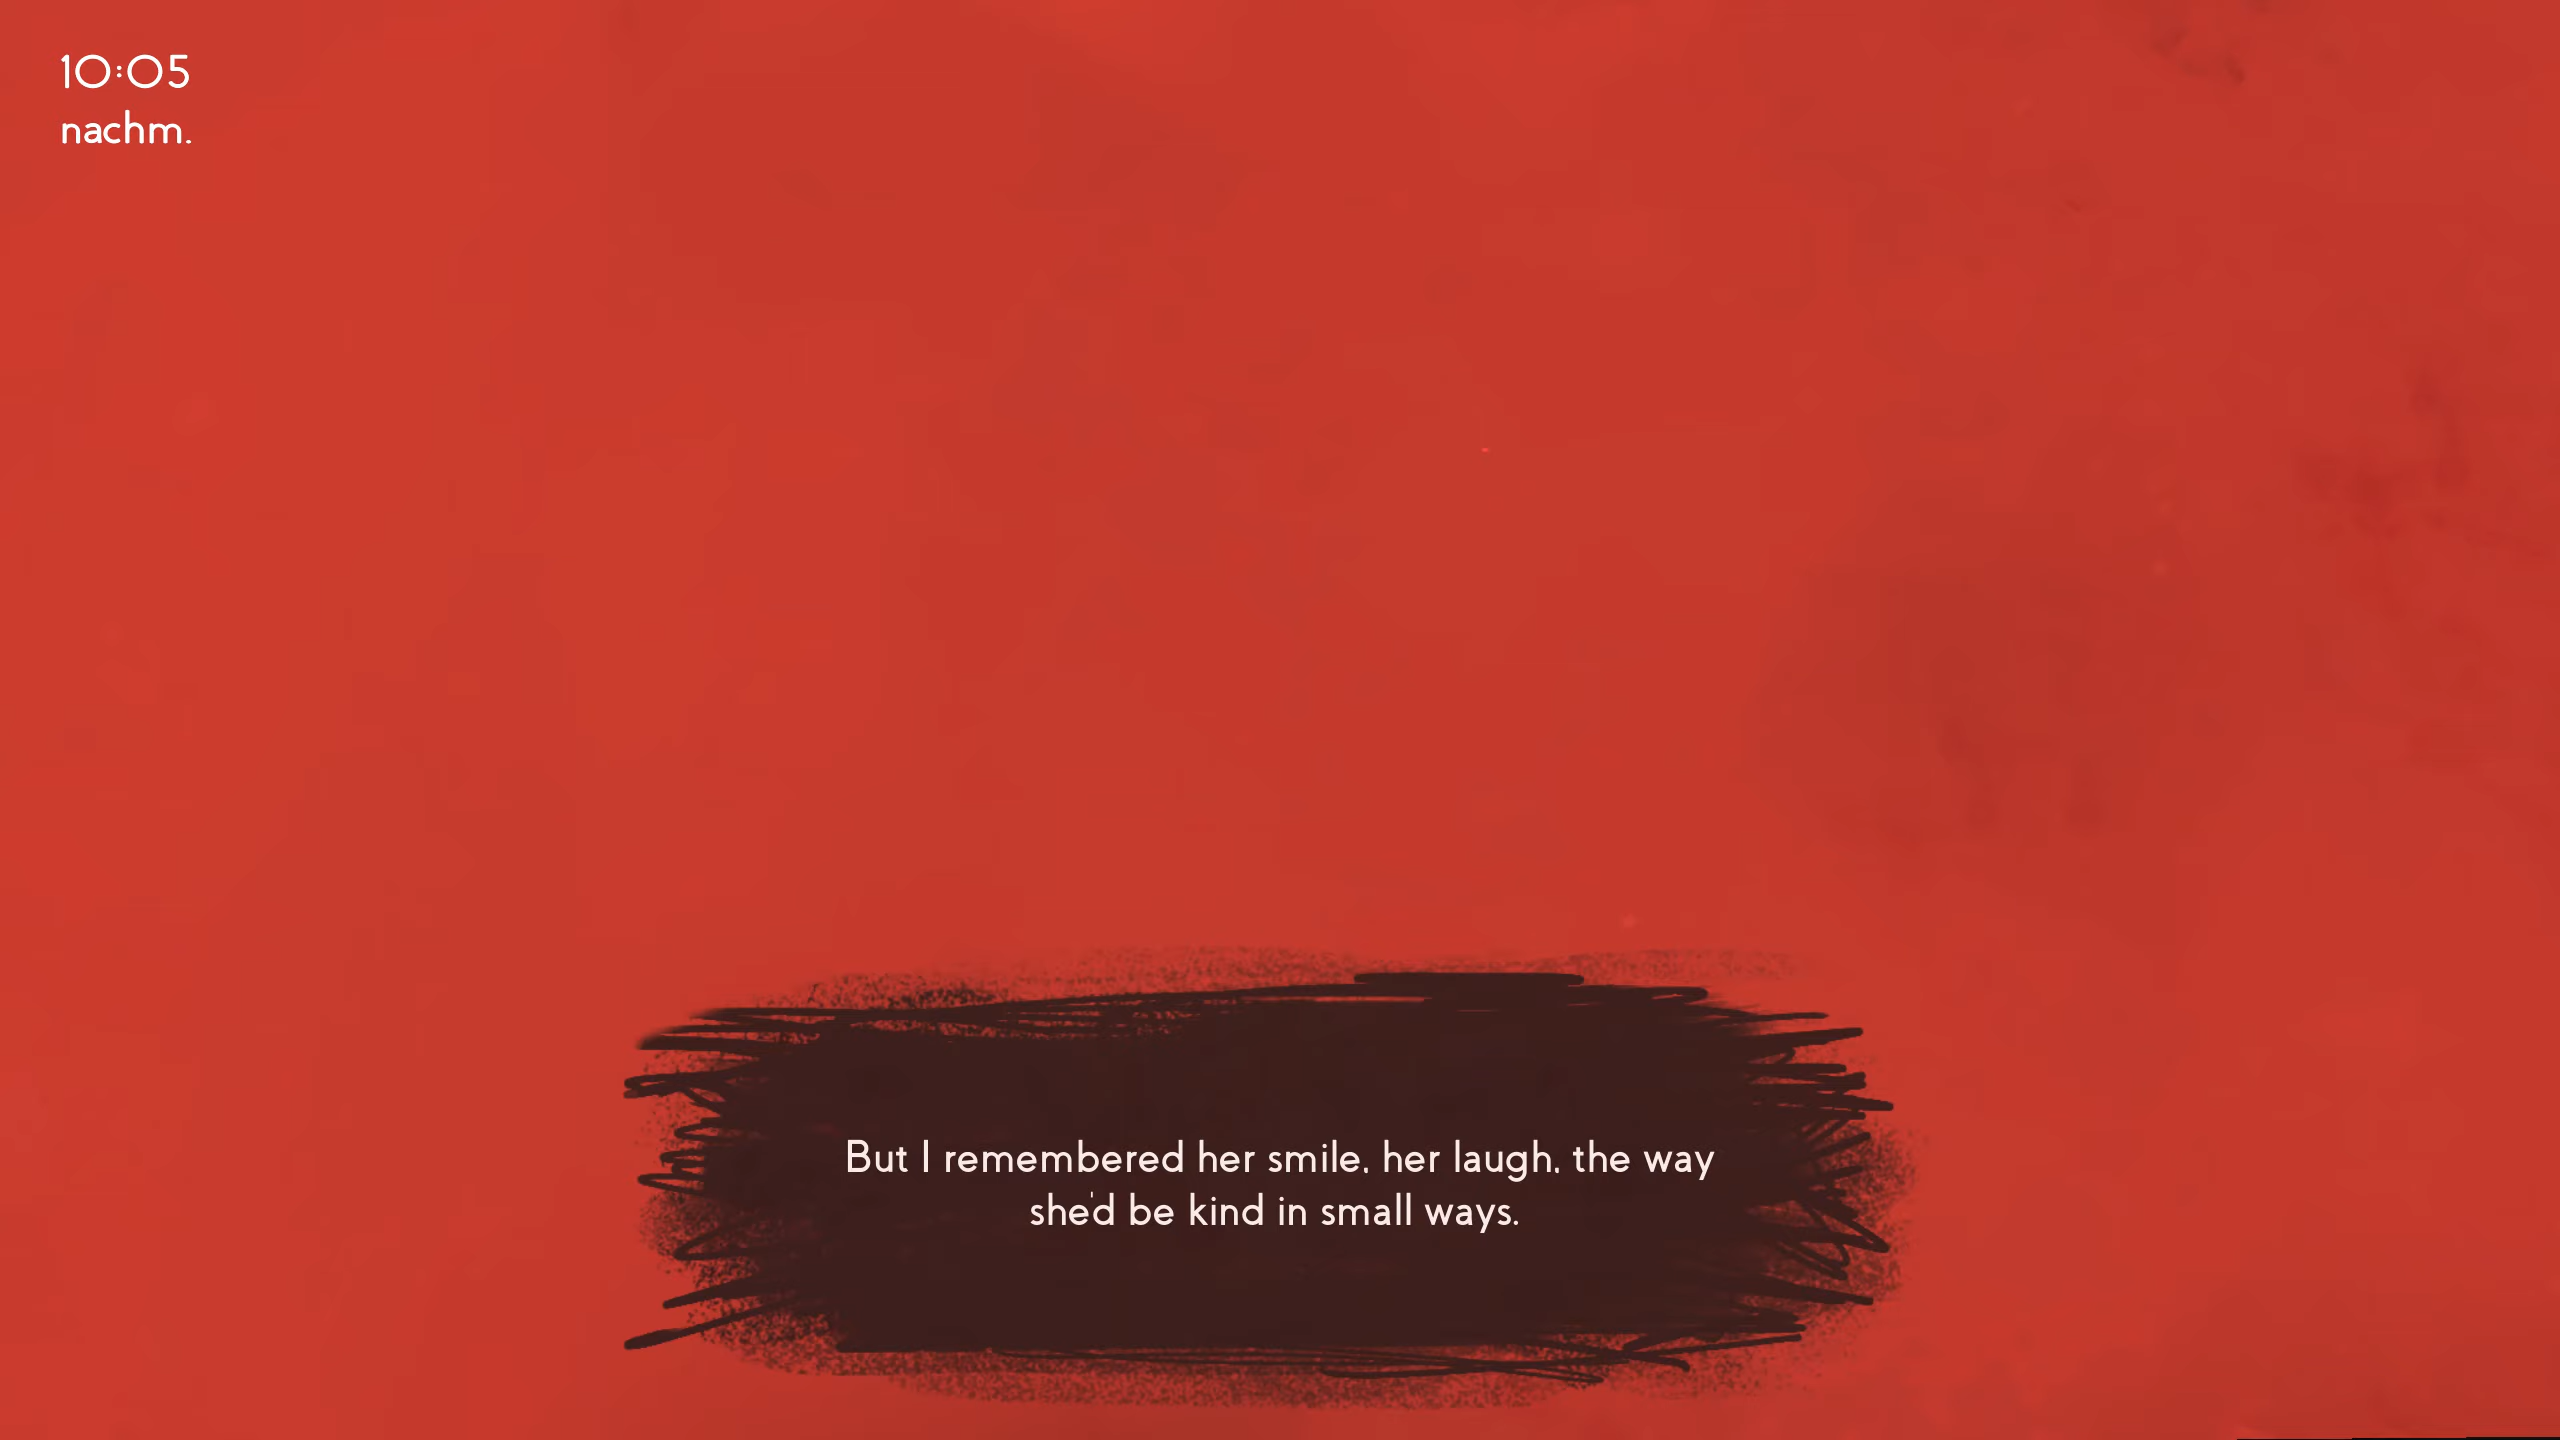 10:05
nachm.
But I remembered her smile, her laugh, the way
she'd be kind in small ways.